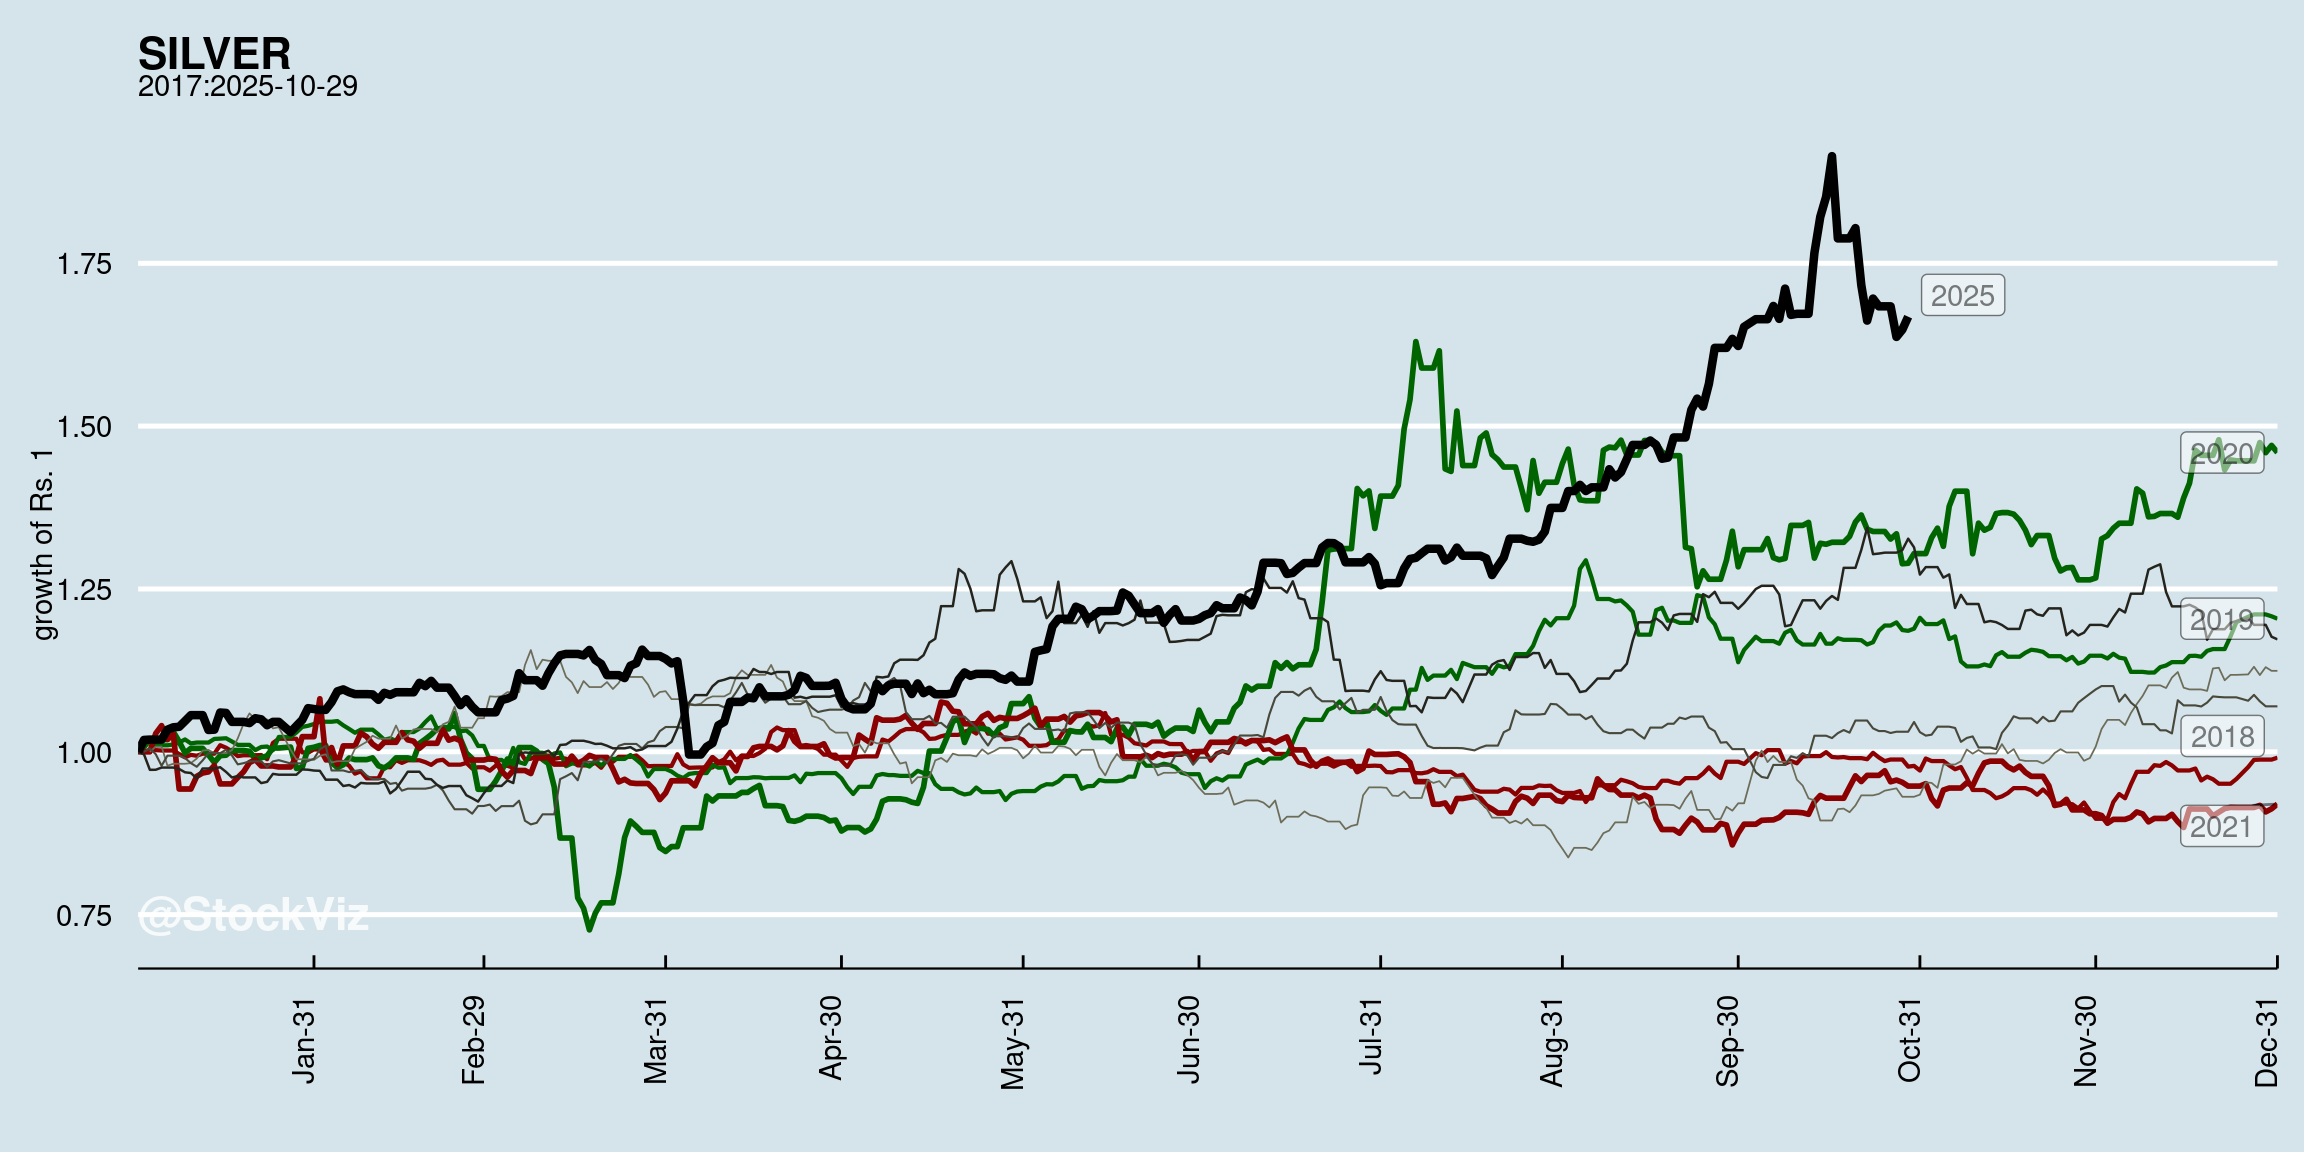 SILVER
2017:2025-10-29
growth of Rs. 1
1.75
1.50
1.25
1.00
0.75
2025
2020
2019
2018
2021
@StockViz
Jan-31
Feb-29
Mar-31
Apr-30
May-31
Jun-30
Jul-31
Aug-31
Sep-30
Oct-31
Nov-30
Dec-31